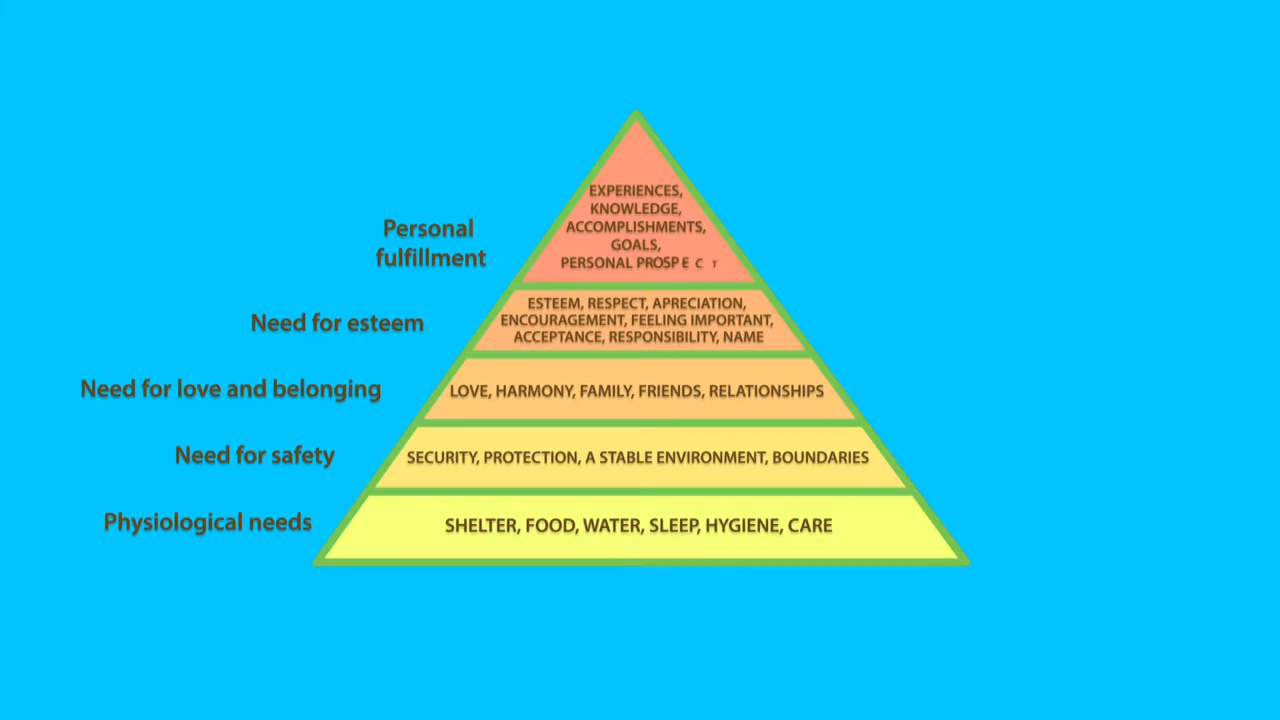 EXPERIENCES,
KNOWLEDGE,
ACCOMPLISHMENTS,
GOALS,
PERSONAL PROSPECT
Personal
fulfillment
ESTEEM, RESPECT, APRECIATION,
ENCOURAGEMENT, FEELING IMPORTANT,
ACCEPTANCE, RESPONSIBILITY, NAME
Need for esteem
LOVE, HARMONY, FAMILY, FRIENDS, RELATIONSHIPS
Need for love and belonging
SECURITY, PROTECTION, A STABLE ENVIRONMENT, BOUNDARIES
Need for safety
SHELTER, FOOD, WATER, SLEEP, HYGIENE, CARE
Physiological needs